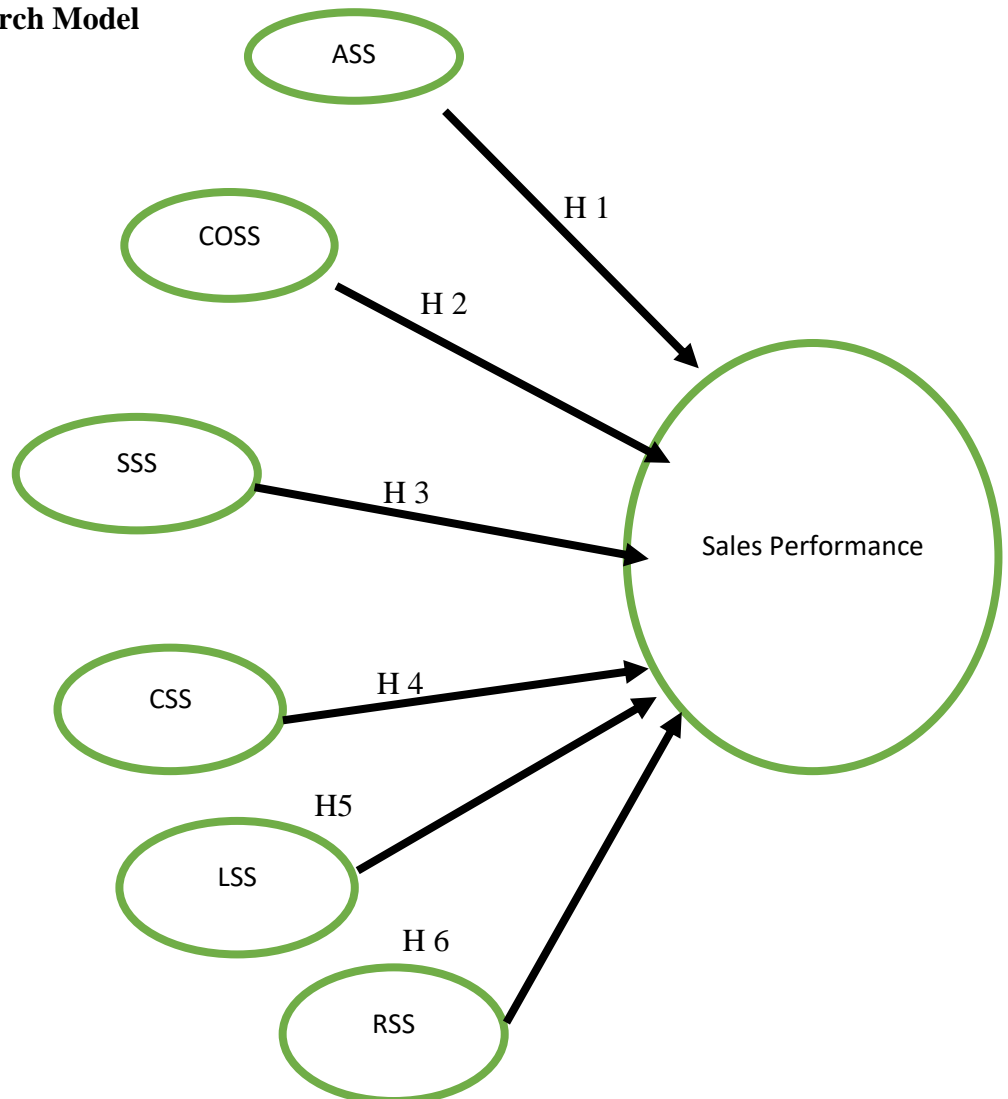 rch Model
ASS
H 1
COSS
H 2
SSS
H 3
Sales Performance
CSS
H 4
H5
LSS
H 6
RSS